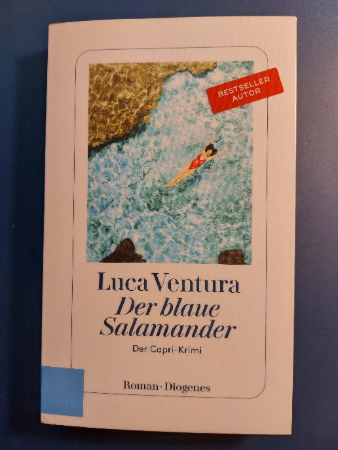 BESTSELLER
AUTOR
Luca Ventura
Der blaue
Salamander
Der Capri-Krimi
Roman · Diogenes